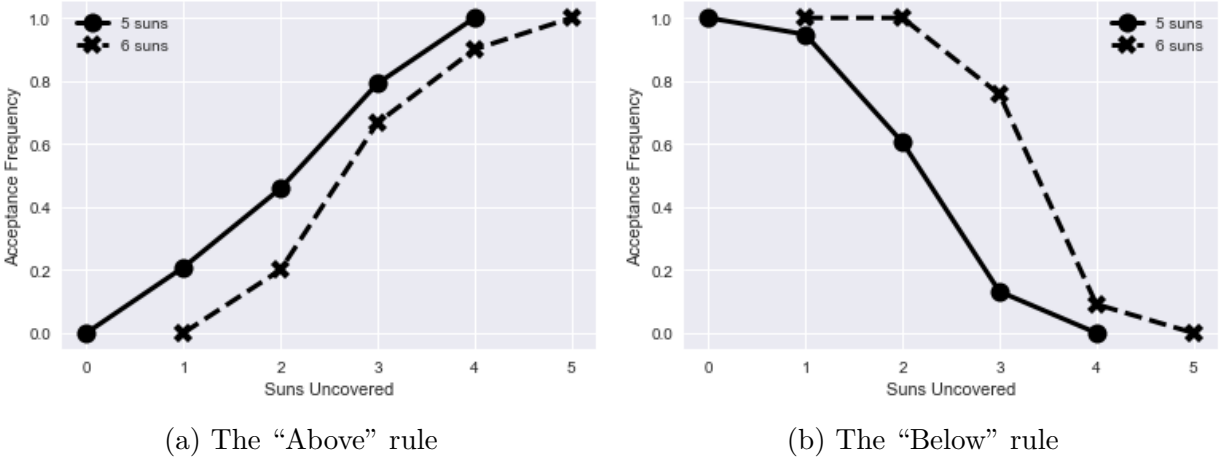 5 suns
6 suns
1.0
0.8
0.6
0.4
0.2
0.0
Acceptance Frequency
0 1 2 3 4 5
Suns Uncovered
(a) The “Above” rule
5 suns
6 suns
1.0
0.8
0.6
0.4
0.2
0.0
Acceptance Frequency
0 1 2 3 4 5
Suns Uncovered
(b) The “Below” rule